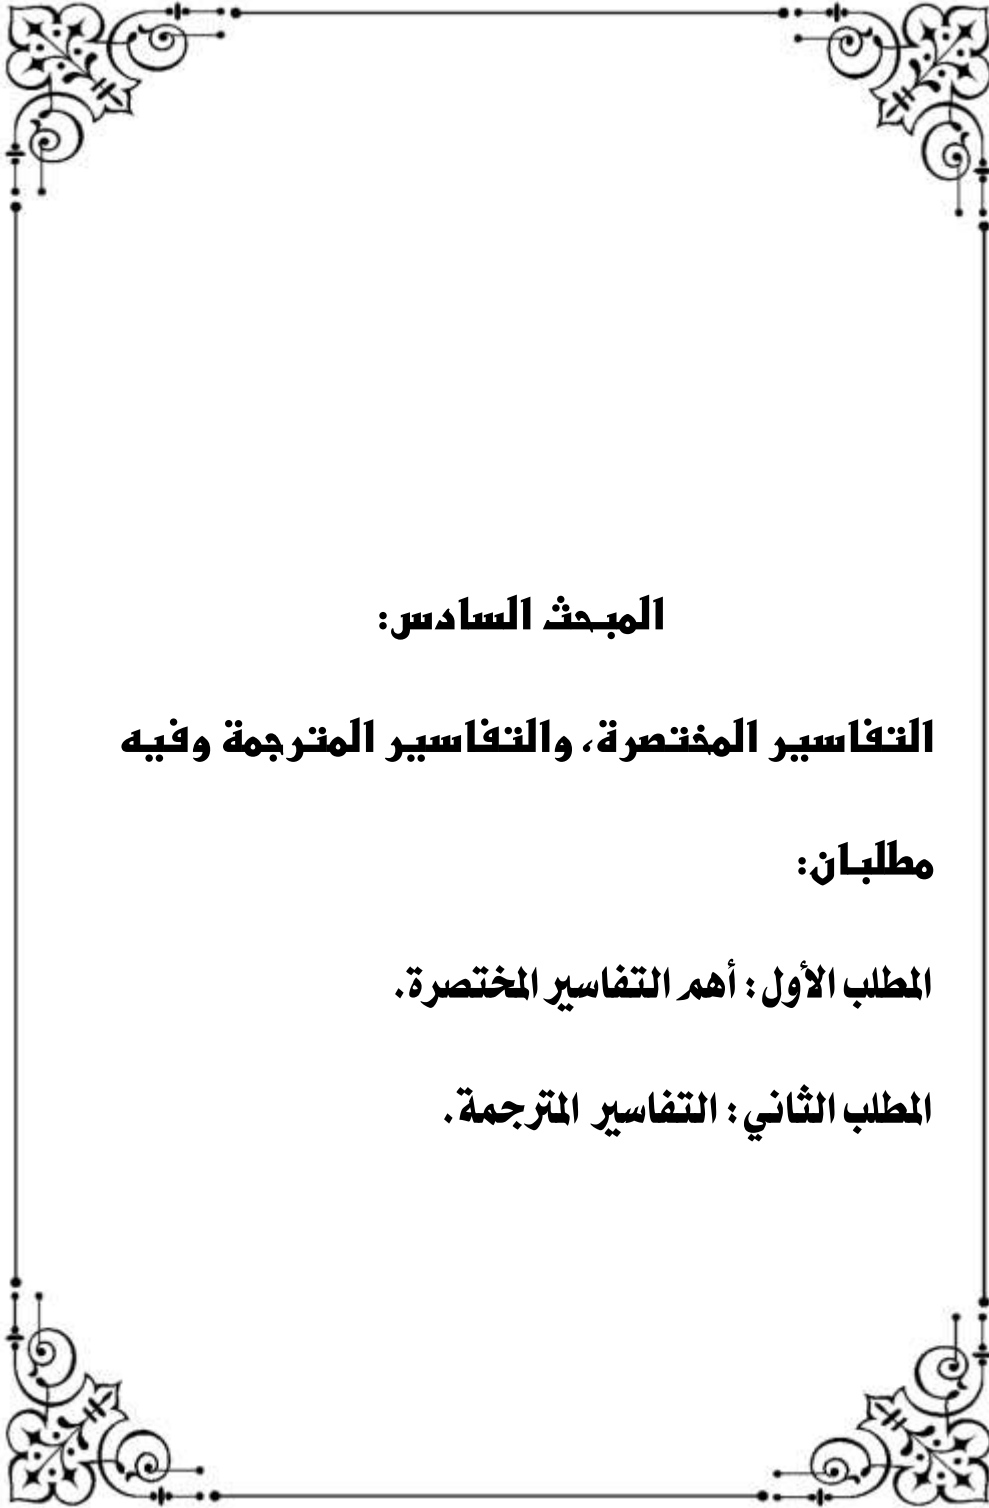 المبحث السادس:
التفاسير المختصرة، والتفاسير المترجمة وفيه
مطلبان:
المطلب الأول: أهم التفاسير المختصرة.
المطلب الثاني: التفاسير المترجمة.